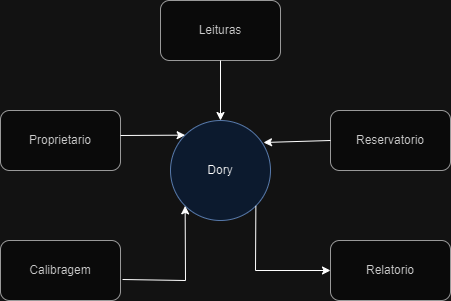 Leituras
Proprietario
Reservatorio
Dory
Calibragem
Relatorio